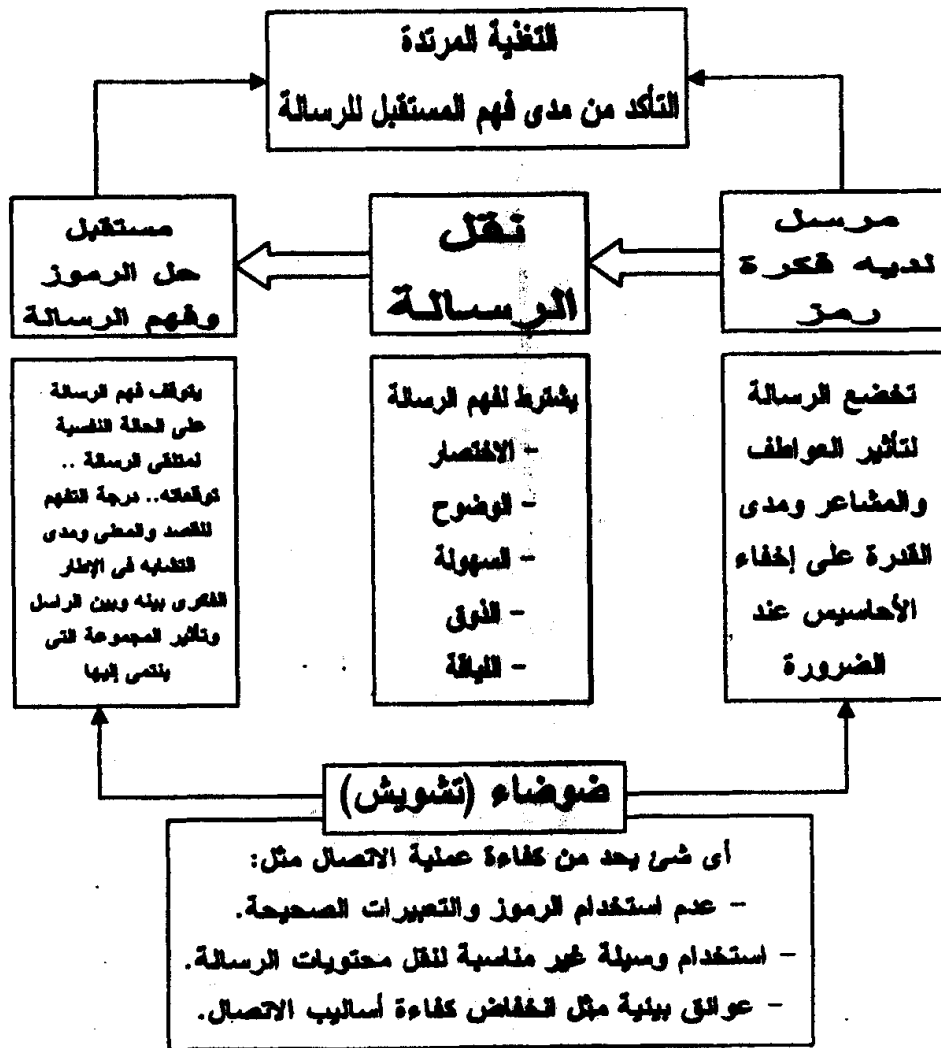 التغذية المرتدة
التأكد من مدى فهم المستقبل للرسالة
مرسل
لديه فكرة
رمز
نقل
الرسالة
مستقبل
حل الرموز
وفهم الرسالة
تخضع الرسالة
لتأثير العواطف
والمشاعر ومدى
القدرة على إخفاء
الأحاسيس عند
الضرورة
يشترط لفهم الرسالة
- الاختصار
- الوضوح
- السهولة
- الذوق
- اللياقة
يتوقف فهم الرسالة
على الحالة النفسية
لمتلقى الرسالة ..
توقعاته.. درجة التفهم
للقصد والمعنى ومدى
التشابه فى الإطار
الفكرى بينه وبين الراسل
وتأثير المجموعة التى
ينتمى إليها
ضوضاء (تشويش)
أى شئ يحد من كفاءة عملية الاتصال مثل:
- عدم استخدام الرموز والتعبيرات الصحيحة.
- استخدام وسيلة غير مناسبة لنقل محتويات الرسالة.
- عوائق بيئية مثل انخفاض كفاءة أساليب الاتصال.